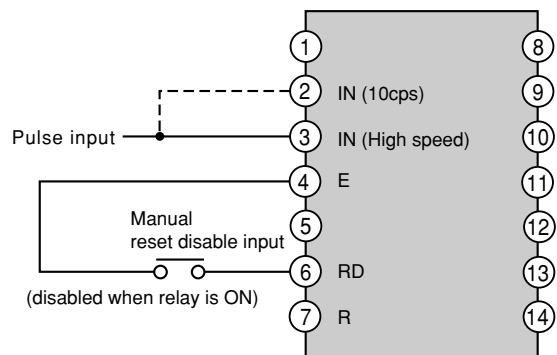 1 8
2 IN (10cps) 9
Pulse input 3 IN (High speed) 10
4 E 11
Manual 5 12
reset disable input
6 RD 13
(disabled when relay is ON)
7 R 14